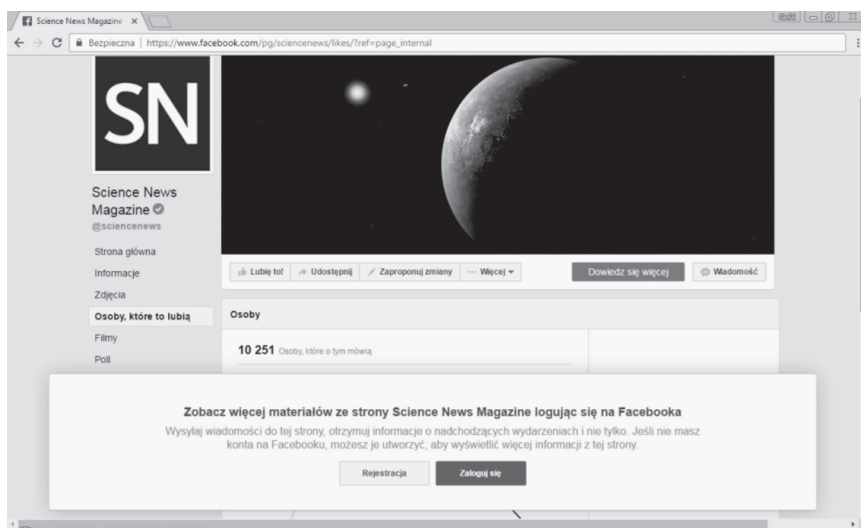 Science News Magazine
Bezpieczna | https://www.facebook.com/pg/sciencenews/likes/?ref=page_internal
SN
Science News
Magazine
@sciencenews
Strona główna
Informacje
Zdjęcia
Osoby, które to lubią
Filmy
Poll
Lubię to!
Udostępnij
Zaproponuj zmiany
Więcej
Dowiedz się więcej
Wiadomość
Osoby
10 251 Osoby, które o tym mówią
Zobacz więcej materiałów ze strony Science News Magazine logując się na Facebooka
Wysyłaj wiadomości do tej strony, otrzymuj informacje o nadchodzących wydarzeniach i nie tylko. Jeśli nie masz
konta na Facebooku, możesz je utworzyć, aby wyświetlić więcej informacji z tej strony.
Rejestracja
Zaloguj się